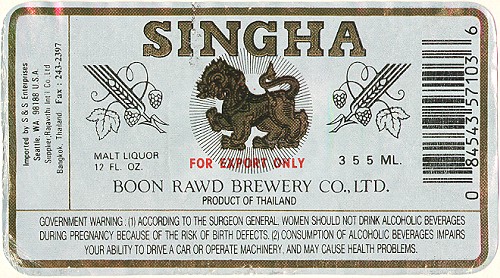 SINGHA
Imported by S & S Enterprises
Seattle WA 98188 U.S.A.
Supplier, Rajavithi Int'l Co.Ltd
Bangkok, Thailand Fax : 243-2397
MALT LIQUOR
12 FL. OZ.
FOR EXPORT ONLY
355 ML.
BOON RAWD BREWERY CO., LTD.
PRODUCT OF THAILAND
GOVERNMENT WARNING : (1) ACCORDING TO THE SURGEON GENERAL, WOMEN SHOULD NOT DRINK ALCOHOLIC BEVERAGES
DURING PREGNANCY BECAUSE OF THE RISK OF BIRTH DEFECTS. (2) CONSUMPTION OF ALCOHOLIC BEVERAGES IMPAIRS
YOUR ABILITY TO DRIVE A CAR OR OPERATE MACHINERY, AND MAY CAUSE HEALTH PROBLEMS.
0 84543 57103 6